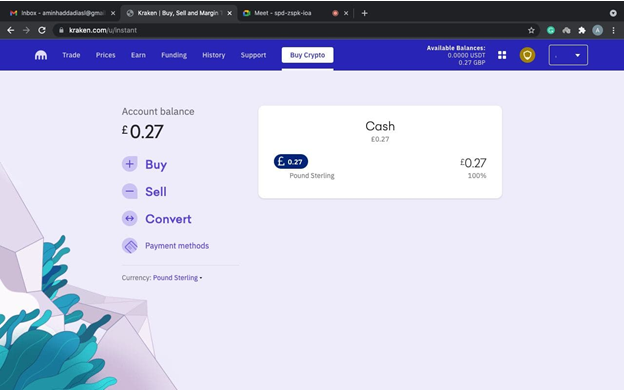 Inbox - aminhaddadiasl@gma
Kraken | Buy, Sell and Margin
Meet - spd-zspk-ioa
kraken.com/u/instant
Trade
Prices
Earn
Funding
History
Support
Buy Crypto
Available Balances:
0.0000 USDT
0.27 GBP
Account balance
£0.27
Buy
Sell
Convert
Payment methods
Currency: Pound Sterling
Cash
£0.27
£ 0.27
Pound Sterling
£0.27
100%
A